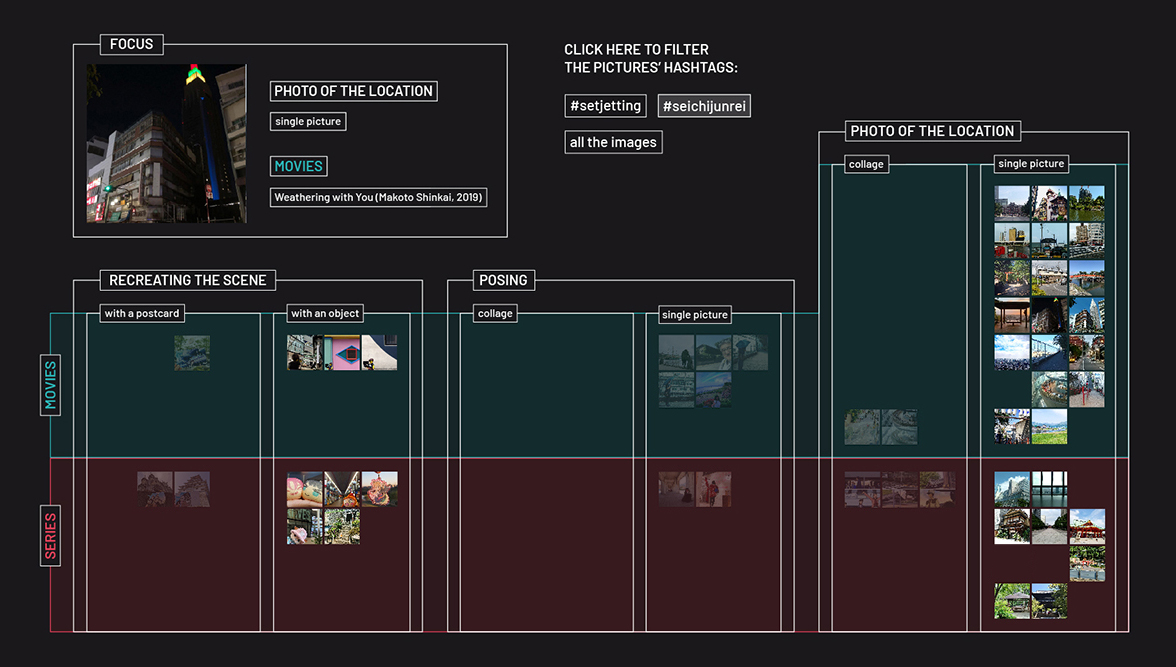 FOCUS
PHOTO OF THE LOCATION
single picture
MOVIES
Weathering with You (Makoto Shinkai, 2019)
CLICK HERE TO FILTER
THE PICTURES' HASHTAGS:
#setjetting
#seichijunrei
all the images
PHOTO OF THE LOCATION
collage
single picture
RECREATING THE SCENE
with a postcard
with an object
POSING
collage
single picture
MOVIES
SERIES